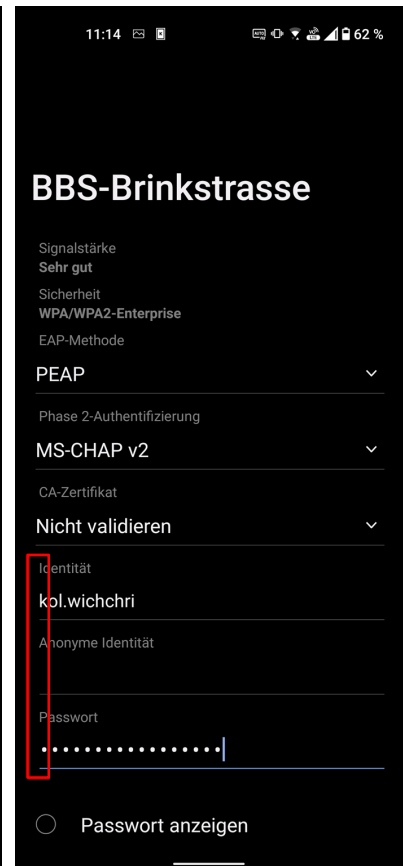 11:14 62 %
BBS-Brinkstrasse
Signalstärke
Sehr gut
Sicherheit
WPA/WPA2-Enterprise
EAP-Methode
PEAP
Phase 2-Authentifizierung
MS-CHAP v2
CA-Zertifikat
Nicht validieren
Identität
kol.wichchri
Anonyme Identität
Passwort
•••••••••••••••••
Passwort anzeigen